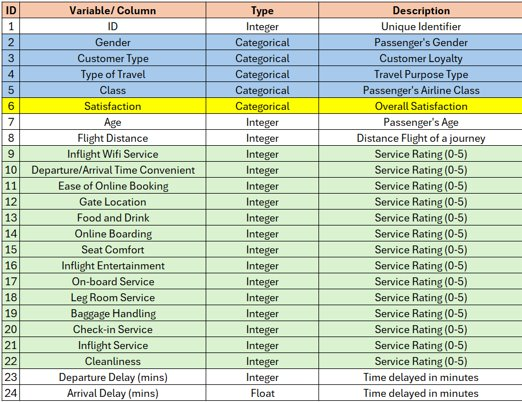 ID Variable/ Column Type Description
1 ID Integer Unique Identifier
2 Gender Categorical Passenger's Gender
3 Customer Type Categorical Customer Loyalty
4 Type of Travel Categorical Travel Purpose Type
5 Class Categorical Passenger's Airline Class
6 Satisfaction Categorical Overall Satisfaction
7 Age Integer Passenger's Age
8 Flight Distance Integer Distance Flight of a journey
9 Inflight Wifi Service Integer Service Rating (0-5)
10 Departure/Arrival Time Convenient Integer Service Rating (0-5)
11 Ease of Online Booking Integer Service Rating (0-5)
12 Gate Location Integer Service Rating (0-5)
13 Food and Drink Integer Service Rating (0-5)
14 Online Boarding Integer Service Rating (0-5)
15 Seat Comfort Integer Service Rating (0-5)
16 Inflight Entertainment Integer Service Rating (0-5)
17 On-board Service Integer Service Rating (0-5)
18 Leg Room Service Integer Service Rating (0-5)
19 Baggage Handling Integer Service Rating (0-5)
20 Check-in Service Integer Service Rating (0-5)
21 Inflight Service Integer Service Rating (0-5)
22 Cleanliness Integer Service Rating (0-5)
23 Departure Delay (mins) Integer Time delayed in minutes
24 Arrival Delay (mins) Float Time delayed in minutes